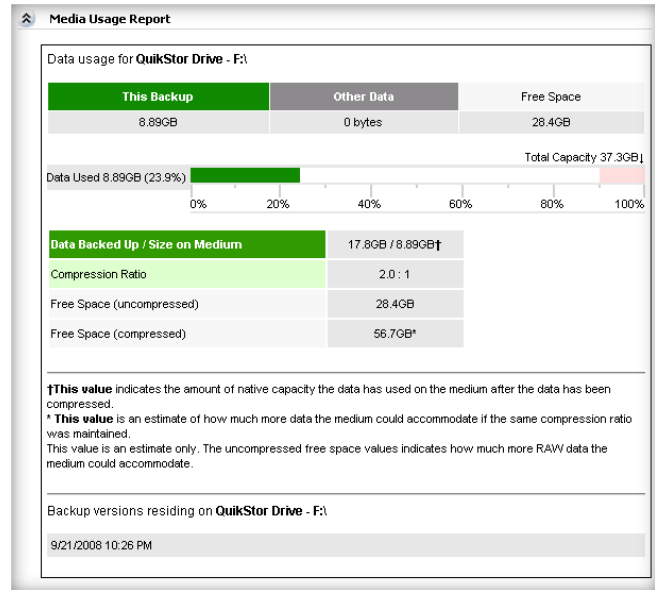 Media Usage Report
Data usage for QuikStor Drive - F:\
This Backup Other Data Free Space
8.89GB 0 bytes 28.4GB
Total Capacity 37.3GB↓
Data Used 8.89GB (23.9%)
0% 20% 40% 60% 80% 100%
Data Backed Up / Size on Medium 17.8GB / 8.89GB†
Compression Ratio 2.0 : 1
Free Space (uncompressed) 28.4GB
Free Space (compressed) 56.7GB*
†This value indicates the amount of native capacity the data has used on the medium after the data has been
compressed.
* This value is an estimate of how much more data the medium could accommodate if the same compression ratio
was maintained.
This value is an estimate only. The uncompressed free space values indicates how much more RAW data the
medium could accommodate.
Backup versions residing on QuikStor Drive - F:\
9/21/2008 10:26 PM